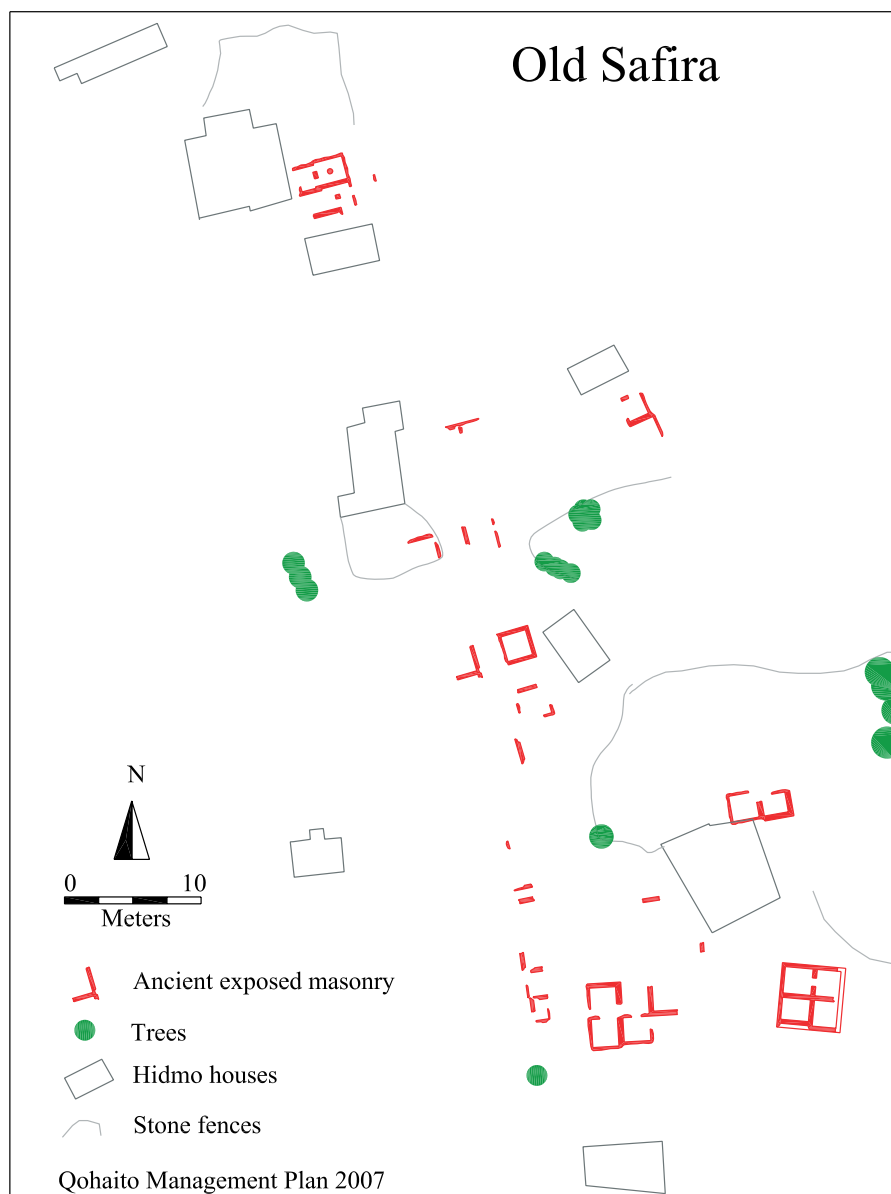 Old Safira
N
0 10
Meters
Ancient exposed masonry
Trees
Hidmo houses
Stone fences
Qohaito Management Plan 2007